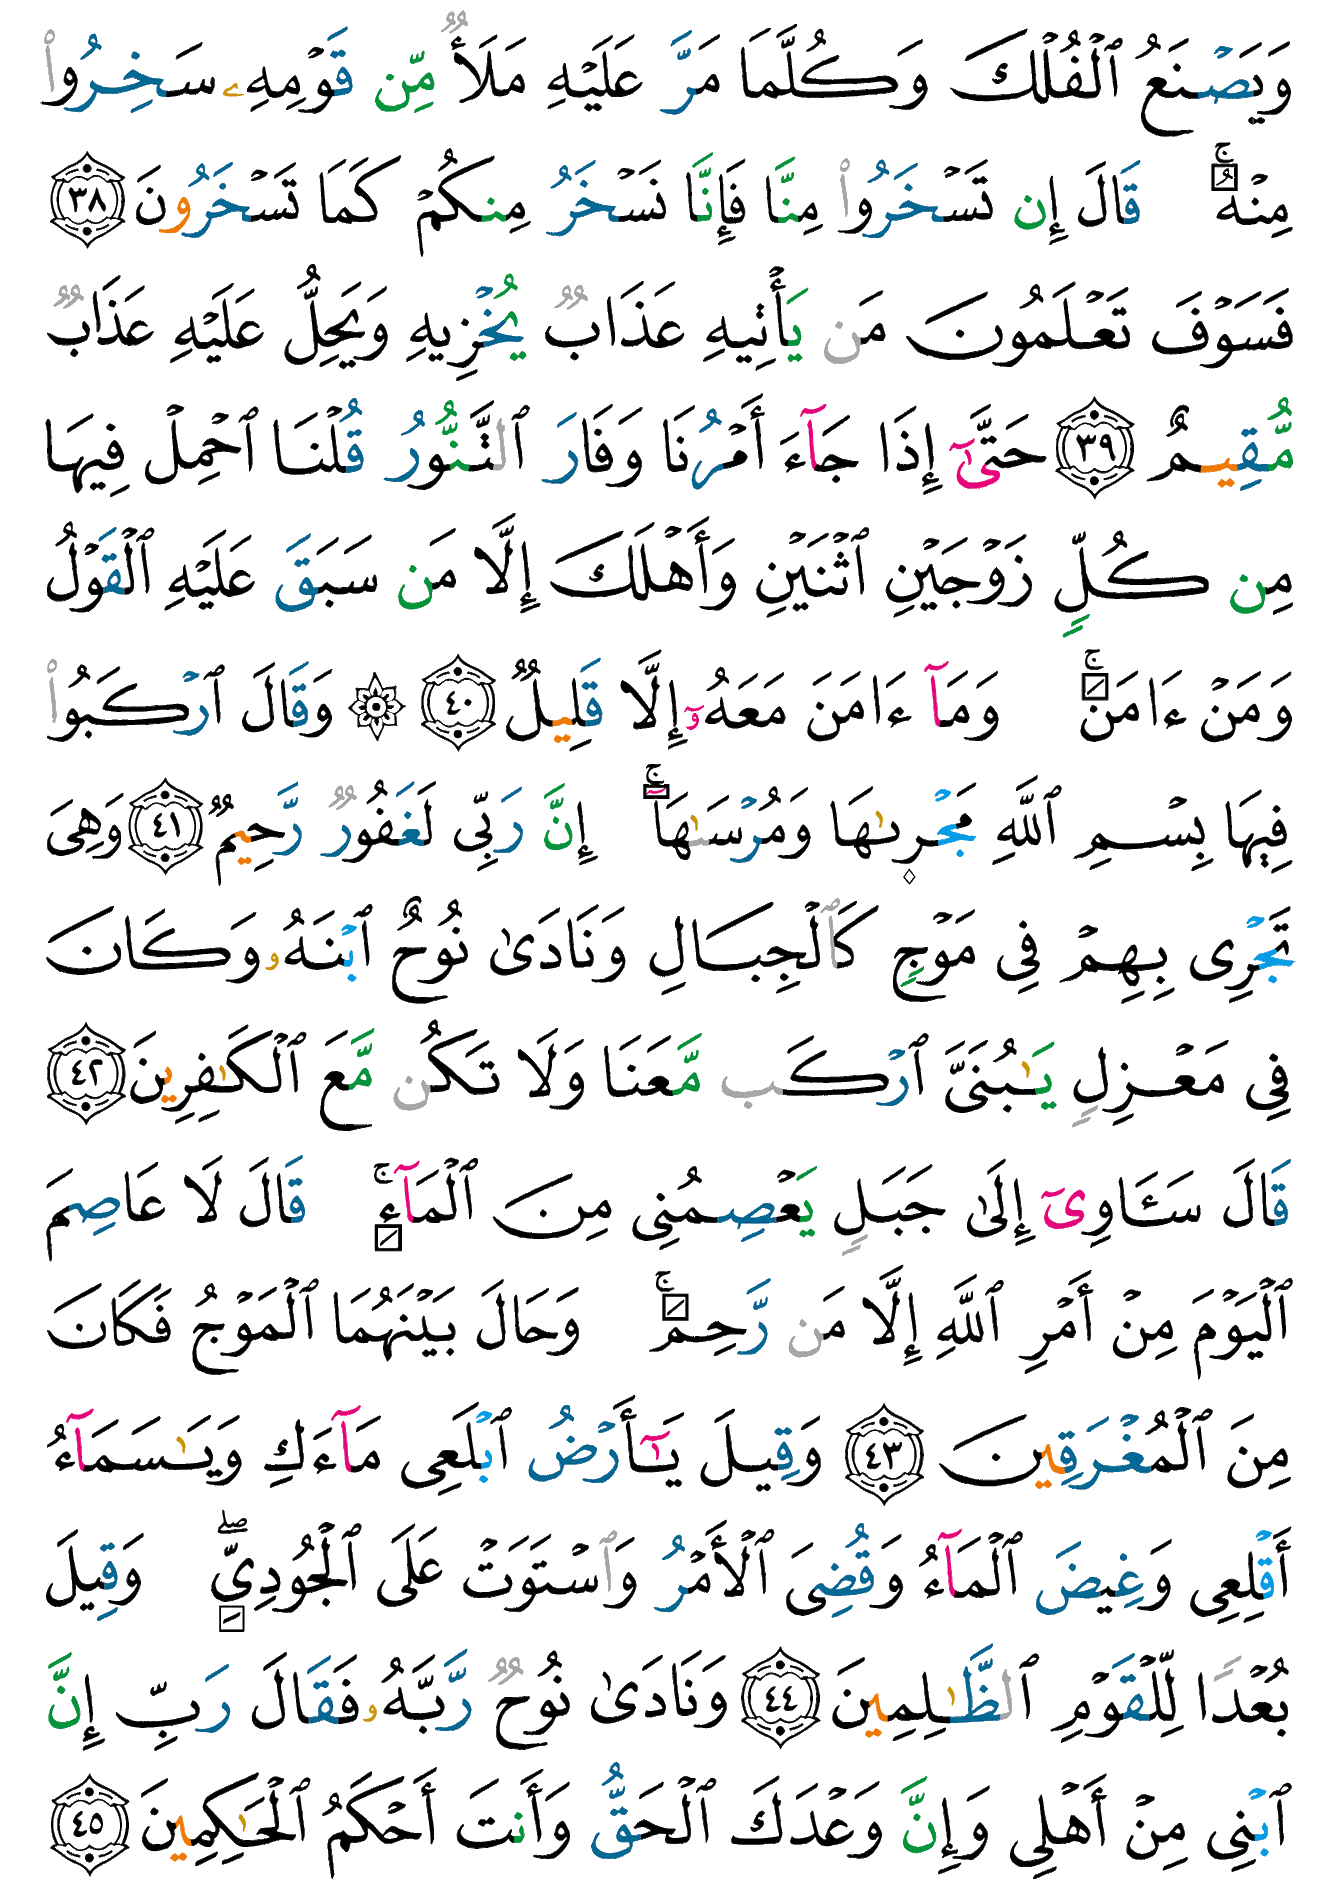 وَيَصْنَعُ ٱلْفُلْكَ وَكُلَّمَا مَرَّ عَلَيْهِ مَلَأٌ مِّن قَوْمِهِۦ سَخِرُوا۟
مِنْهُ ۚ قَالَ إِن تَسْخَرُوا۟ مِنَّا فَإِنَّا نَسْخَرُ مِنكُمْ كَمَا تَسْخَرُونَ ٣٨
فَسَوْفَ تَعْلَمُونَ مَن يَأْتِيهِ عَذَابٌ يُخْزِيهِ وَيَحِلُّ عَلَيْهِ عَذَابٌ
مُّقِيمٌ ٣٩ حَتَّىٰٓ إِذَا جَآءَ أَمْرُنَا وَفَارَ ٱلتَّنُّورُ قُلْنَا ٱحْمِلْ فِيهَا
مِن كُلٍّ زَوْجَيْنِ ٱثْنَيْنِ وَأَهْلَكَ إِلَّا مَن سَبَقَ عَلَيْهِ ٱلْقَوْلُ
وَمَنْ ءَامَنَ ۚ وَمَآ ءَامَنَ مَعَهُۥٓ إِلَّا قَلِيلٌ ٤٠ ۞ وَقَالَ ٱرْكَبُوا۟
فِيهَا بِسْمِ ٱللَّهِ مَجْر۪ىٰهَا وَمُرْسَىٰهَآ ۚ إِنَّ رَبِّى لَغَفُورٌ رَّحِيمٌ ٤١ وَهِىَ
تَجْرِى بِهِمْ فِى مَوْجٍ كَٱلْجِبَالِ وَنَادَىٰ نُوحٌ ٱبْنَهُۥ وَكَانَ
فِى مَعْزِلٍ يَٰبُنَىَّ ٱرْكَب مَّعَنَا وَلَا تَكُن مَّعَ ٱلْكَٰفِرِينَ ٤٢
قَالَ سَـَٔاوِىٓ إِلَىٰ جَبَلٍ يَعْصِمُنِى مِنَ ٱلْمَآءِ ۚ قَالَ لَا عَاصِمَ
ٱلْيَوْمَ مِنْ أَمْرِ ٱللَّهِ إِلَّا مَن رَّحِمَ ۚ وَحَالَ بَيْنَهُمَا ٱلْمَوْجُ فَكَانَ
مِنَ ٱلْمُغْرَقِينَ ٤٣ وَقِيلَ يَٰٓأَرْضُ ٱبْلَعِى مَآءَكِ وَيَٰسَمَآءُ
أَقْلِعِى وَغِيضَ ٱلْمَآءُ وَقُضِىَ ٱلْأَمْرُ وَٱسْتَوَتْ عَلَى ٱلْجُودِىِّ ۖ وَقِيلَ
بُعْدًا لِّلْقَوْمِ ٱلظَّٰلِمِينَ ٤٤ وَنَادَىٰ نُوحٌ رَّبَّهُۥ فَقَالَ رَبِّ إِنَّ
ٱبْنِى مِنْ أَهْلِى وَإِنَّ وَعْدَكَ ٱلْحَقُّ وَأَنتَ أَحْكَمُ ٱلْحَٰكِمِينَ ٤٥